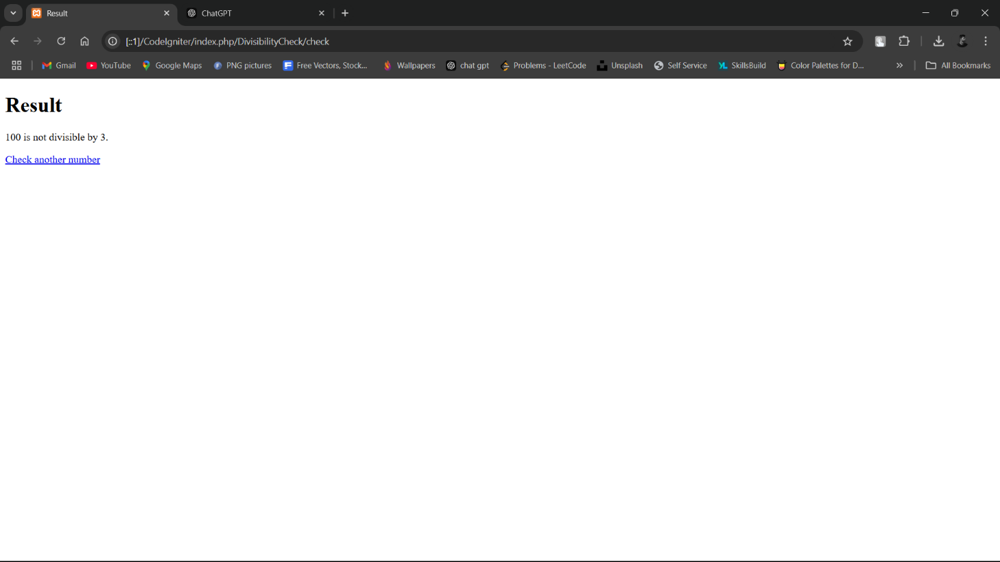 Result
ChatGPT
[::1]/CodeIgniter/index.php/DivisibilityCheck/check
Gmail
YouTube
Google Maps
PNG pictures
Free Vectors, Stock...
Wallpapers
chat gpt
Problems - LeetCode
Unsplash
Self Service
SkillsBuild
Color Palettes for D...
All Bookmarks
Result
100 is not divisible by 3.
Check another number